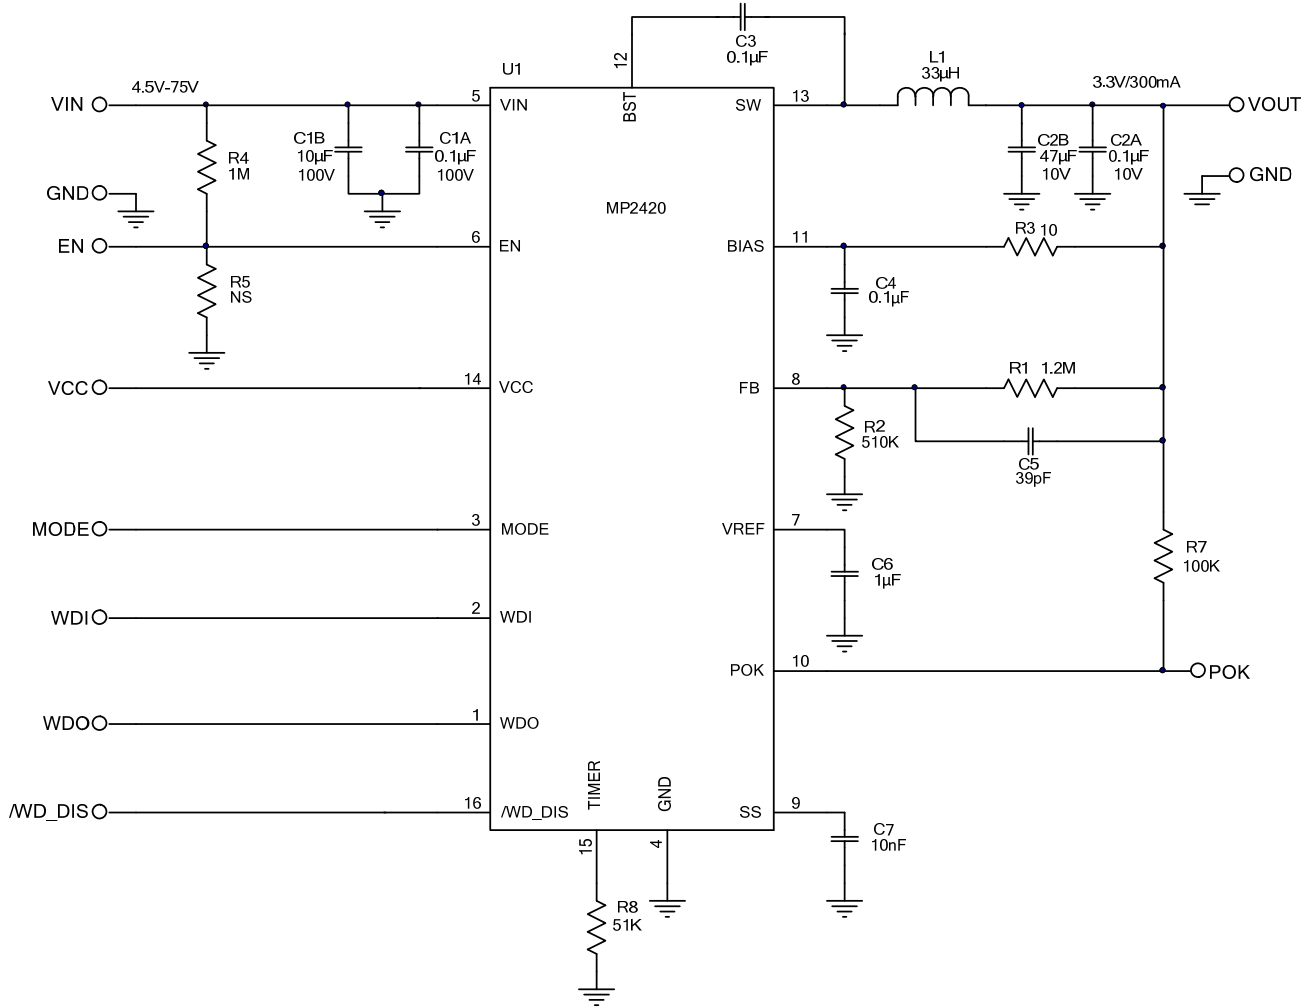 12
C3
0.1µF
U1
L1
33µH
4.5V-75V
3.3V/300mA
VIN
5
VIN
BST
SW
13
VOUT
R4
1M
C1B
10µF
100V
C1A
0.1µF
100V
C2B
47µF
10V
C2A
0.1µF
10V
GND
GND
MP2420
EN
6
EN
BIAS
11
R3 10
R5
NS
C4
0.1µF
VCC
14
VCC
FB
8
R1 1.2M
R2
510K
C5
39pF
MODE
3
MODE
VREF
7
C6
1µF
R7
100K
WDI
2
WDI
POK
10
POK
WDO
1
WDO
TIMER
GND
/WD_DIS
16
/WD_DIS
SS
9
C7
10nF
15
4
R8
51K